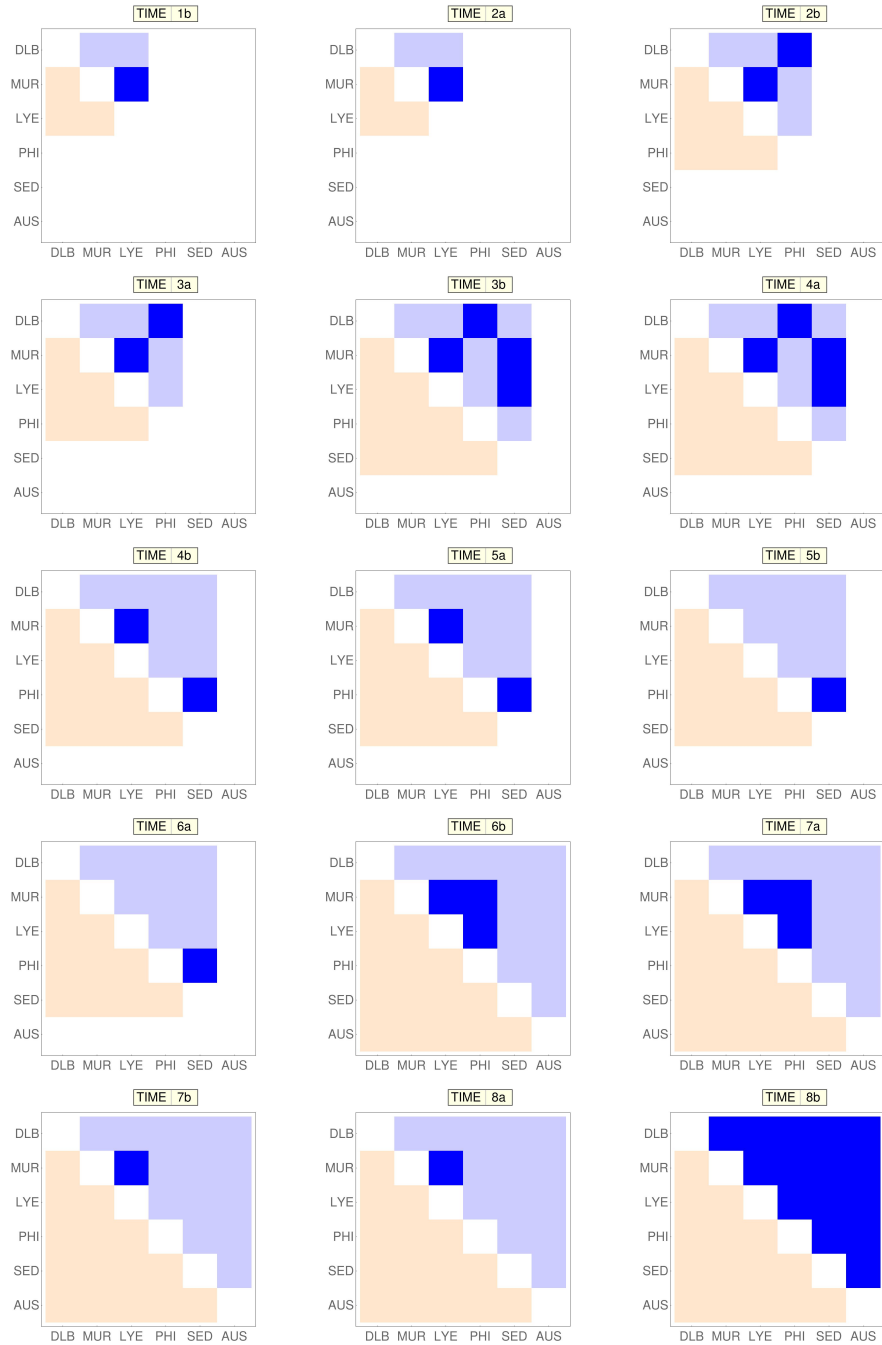 TIME 1b
DLB
MUR
LYE
PHI
SED
AUS
DLB MUR LYE PHI SED AUS
TIME 2a
DLB
MUR
LYE
PHI
SED
AUS
DLB MUR LYE PHI SED AUS
TIME 2b
DLB
MUR
LYE
PHI
SED
AUS
DLB MUR LYE PHI SED AUS
TIME 3a
DLB
MUR
LYE
PHI
SED
AUS
DLB MUR LYE PHI SED AUS
TIME 3b
DLB
MUR
LYE
PHI
SED
AUS
DLB MUR LYE PHI SED AUS
TIME 4a
DLB
MUR
LYE
PHI
SED
AUS
DLB MUR LYE PHI SED AUS
TIME 4b
DLB
MUR
LYE
PHI
SED
AUS
DLB MUR LYE PHI SED AUS
TIME 5a
DLB
MUR
LYE
PHI
SED
AUS
DLB MUR LYE PHI SED AUS
TIME 5b
DLB
MUR
LYE
PHI
SED
AUS
DLB MUR LYE PHI SED AUS
TIME 6a
DLB
MUR
LYE
PHI
SED
AUS
DLB MUR LYE PHI SED AUS
TIME 6b
DLB
MUR
LYE
PHI
SED
AUS
DLB MUR LYE PHI SED AUS
TIME 7a
DLB
MUR
LYE
PHI
SED
AUS
DLB MUR LYE PHI SED AUS
TIME 7b
DLB
MUR
LYE
PHI
SED
AUS
DLB MUR LYE PHI SED AUS
TIME 8a
DLB
MUR
LYE
PHI
SED
AUS
DLB MUR LYE PHI SED AUS
TIME 8b
DLB
MUR
LYE
PHI
SED
AUS
DLB MUR LYE PHI SED AUS